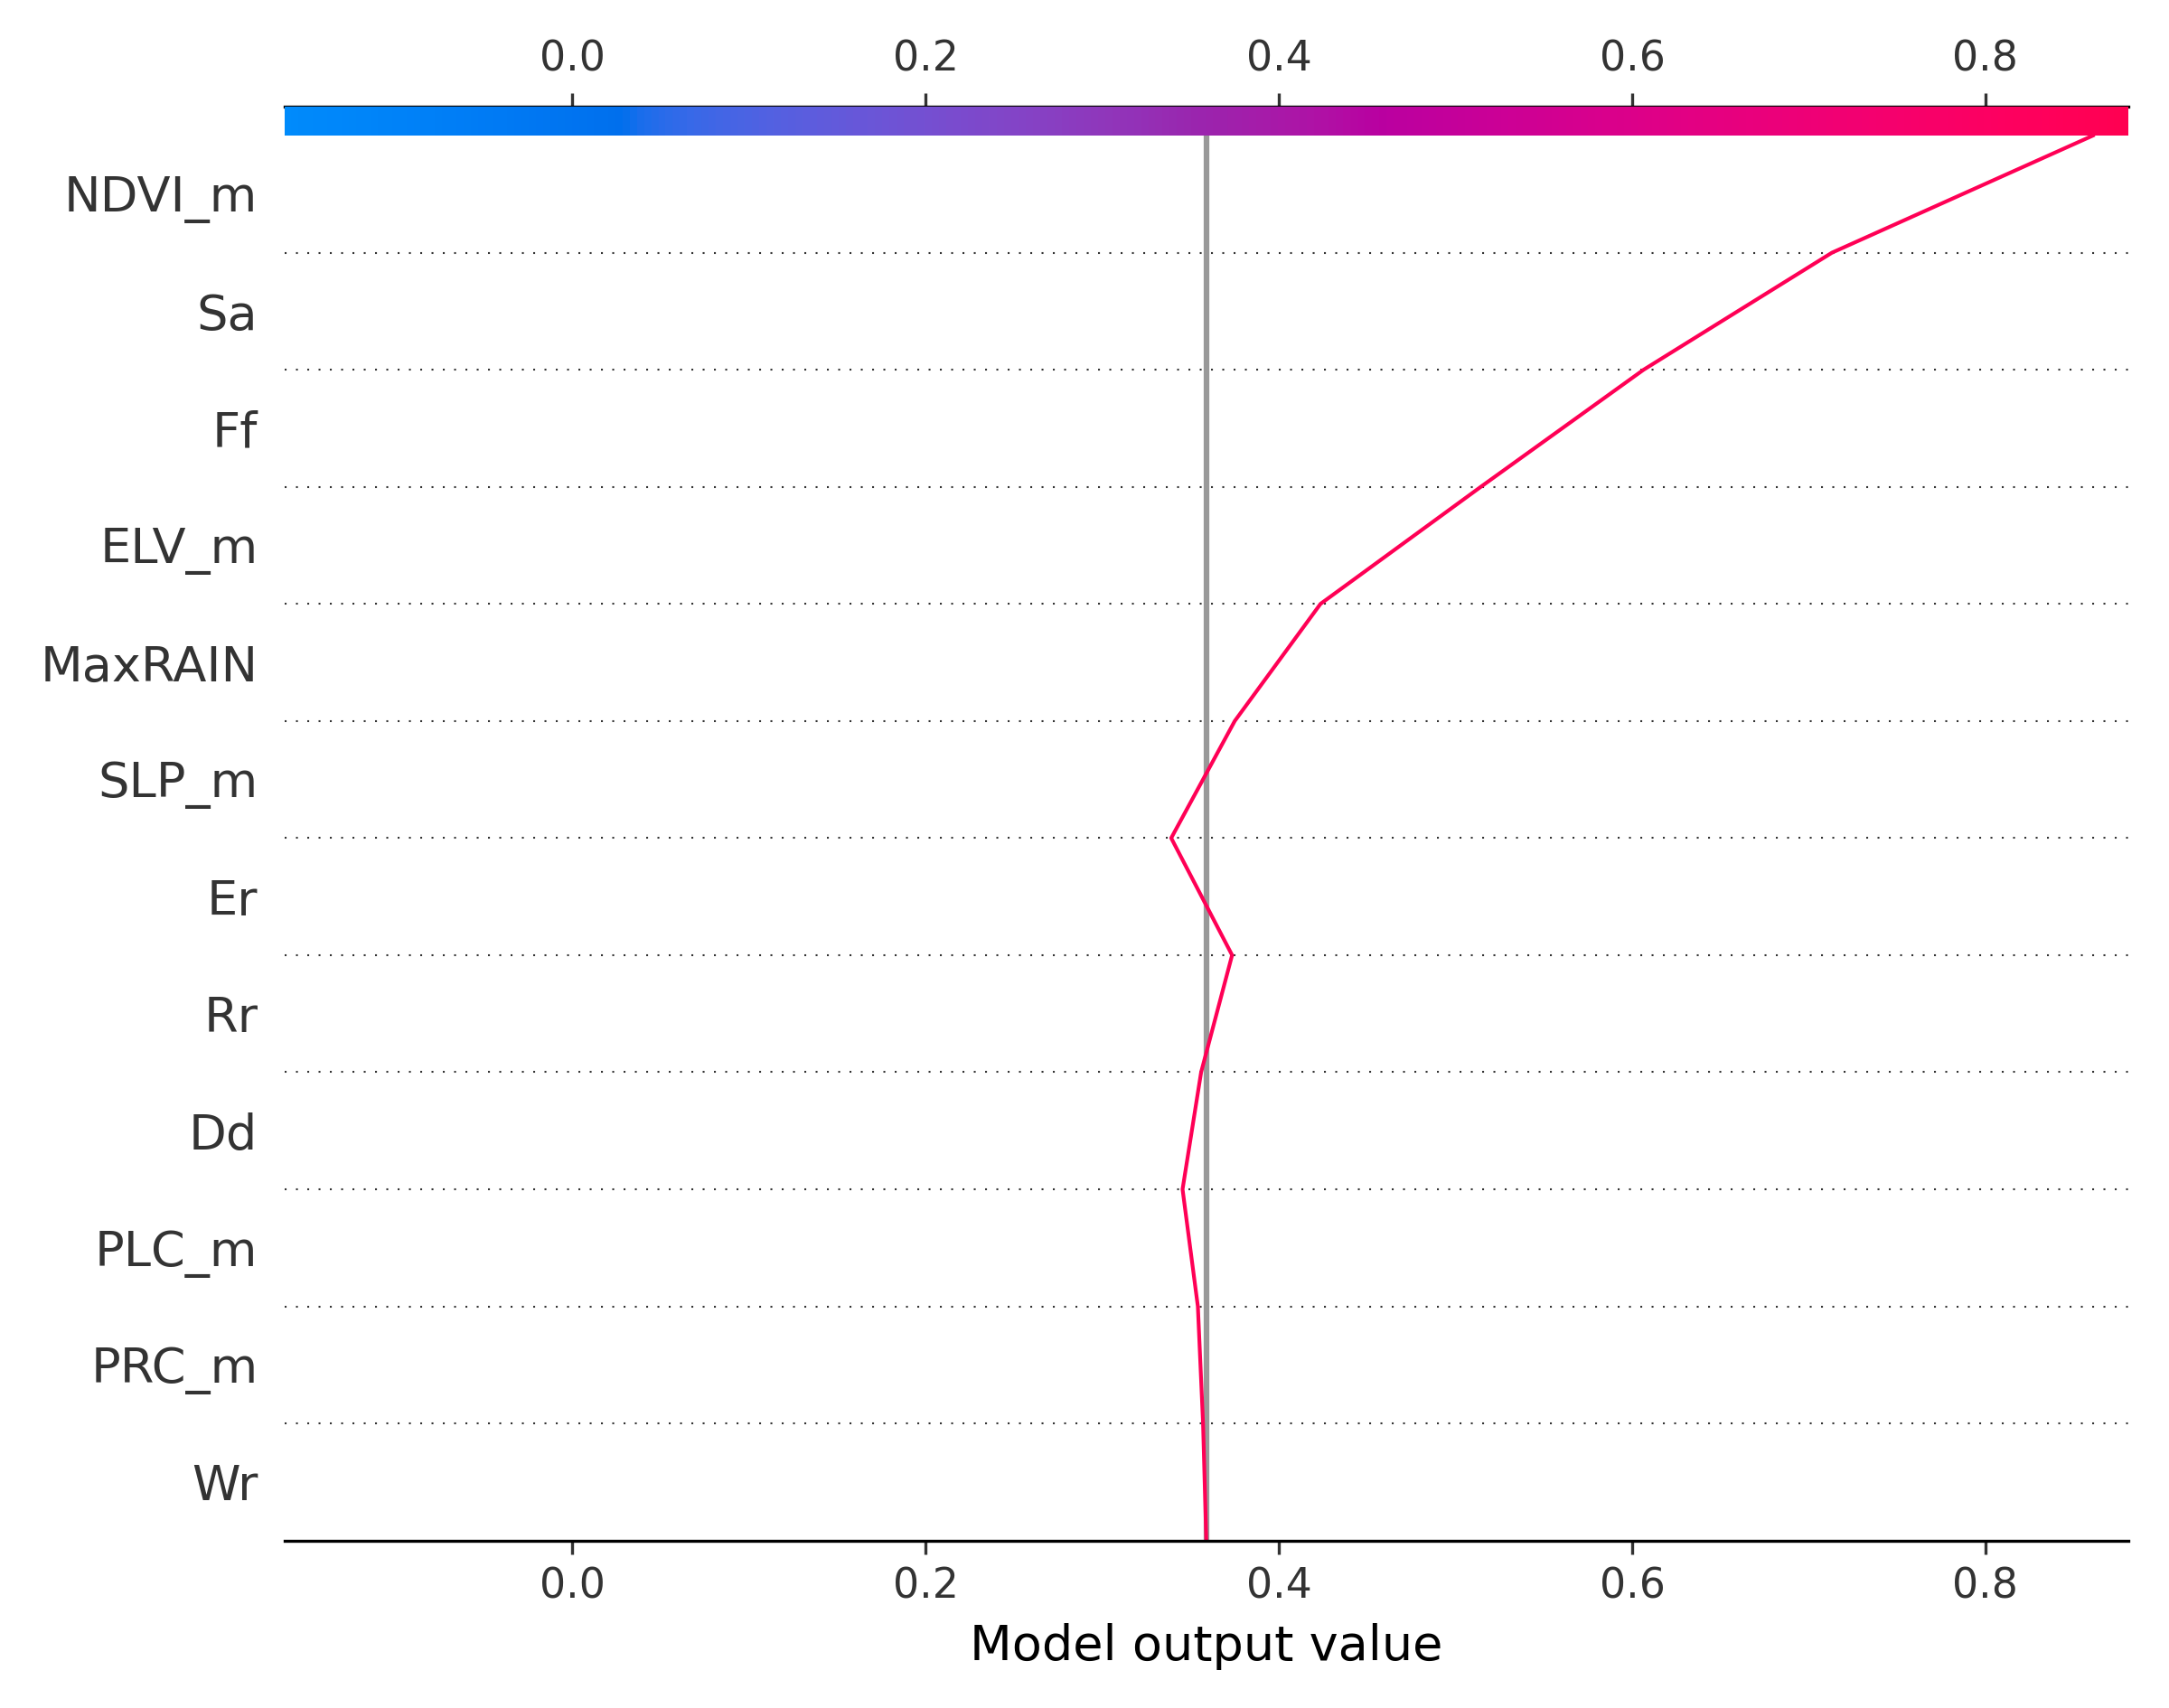 0.0 0.2 0.4 0.6 0.8
NDVI_m
Sa
Ff
ELV_m
MaxRAIN
SLP_m
Er
Rr
Dd
PLC_m
PRC_m
Wr
0.0 0.2 0.4 0.6 0.8
Model output value